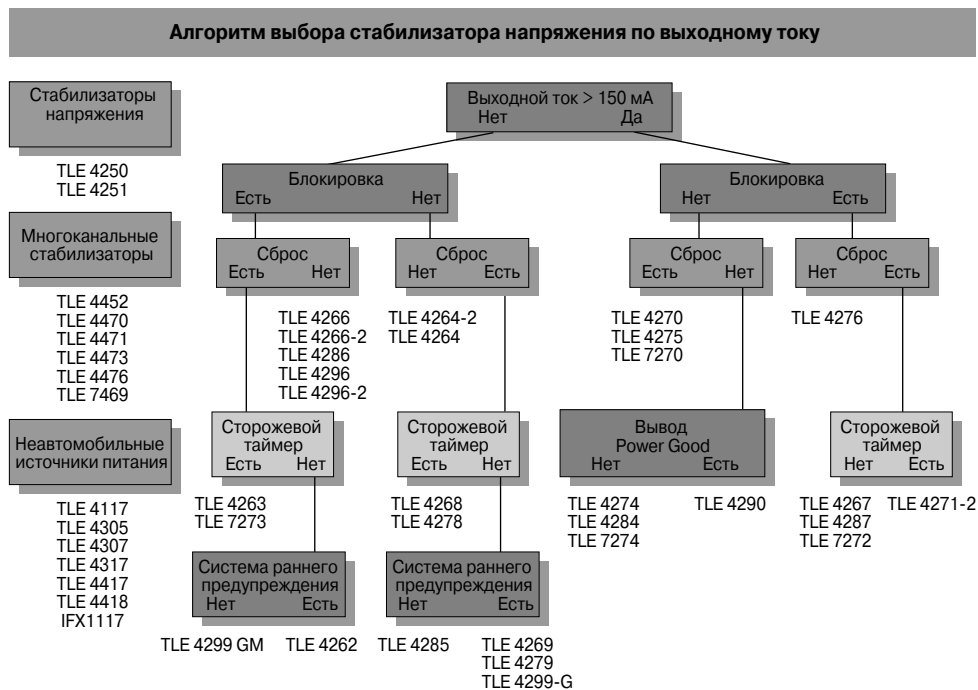 Алгоритм выбора стабилизатора напряжения по выходному току
Стабилизаторы
напряжения
TLE 4250
TLE 4251
Многоканальные
стабилизаторы
TLE 4452
TLE 4470
TLE 4471
TLE 4473
TLE 4476
TLE 7469
Неавтомобильные
источники питания
TLE 4117
TLE 4305
TLE 4307
TLE 4317
TLE 4417
TLE 4418
IFX1117
Выходной ток > 150 мА
Нет Да
Блокировка
Есть Нет
Сброс
Есть Нет
TLE 4266
TLE 4266-2
TLE 4286
TLE 4296
TLE 4296-2
Сторожевой
таймер
Есть Нет
TLE 4263
TLE 7273
Система раннего
предупреждения
Нет Есть
TLE 4299 GM TLE 4262
Сброс
Нет Есть
TLE 4264-2
TLE 4264
Сторожевой
таймер
Есть Нет
TLE 4268
TLE 4278
Система раннего
предупреждения
Нет Есть
TLE 4285
TLE 4269
TLE 4279
TLE 4299-G
Блокировка
Нет Есть
Сброс
Есть Нет
TLE 4270
TLE 4275
TLE 7270
Вывод
Power Good
Нет Есть
TLE 4274
TLE 4284
TLE 7274
TLE 4290
Сброс
Нет Есть
TLE 4276
Сторожевой
таймер
Нет Есть
TLE 4267
TLE 4287
TLE 7272
TLE 4271-2